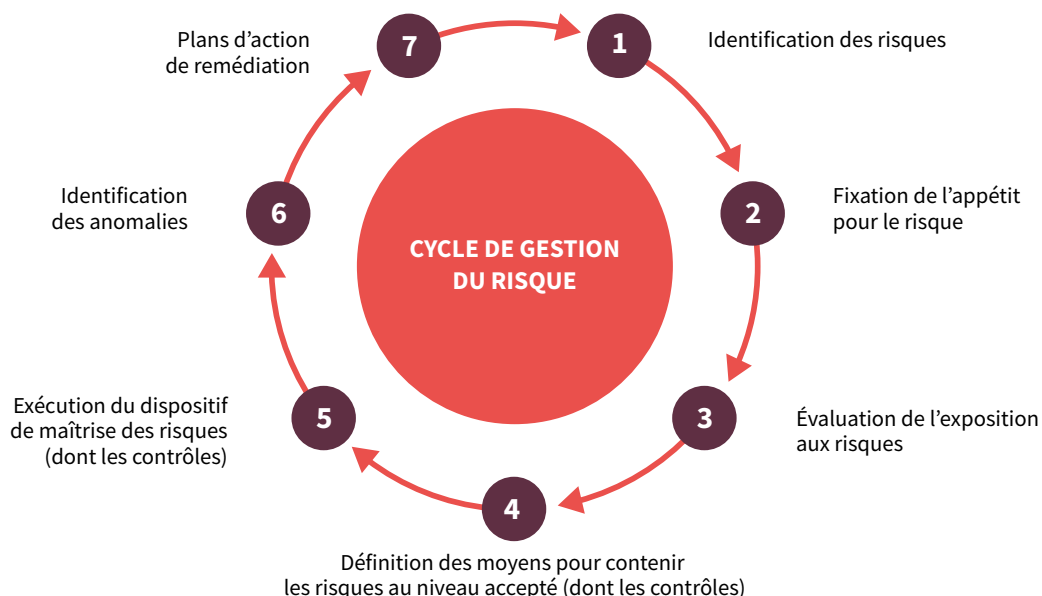 CYCLE DE GESTION
DU RISQUE
1
Identification des risques
2
Fixation de l’appétit
pour le risque
3
Évaluation de l’exposition
aux risques
4
Définition des moyens pour contenir
les risques au niveau accepté (dont les contrôles)
5
Exécution du dispositif
de maîtrise des risques
(dont les contrôles)
6
Identification
des anomalies
7
Plans d’action
de remédiation